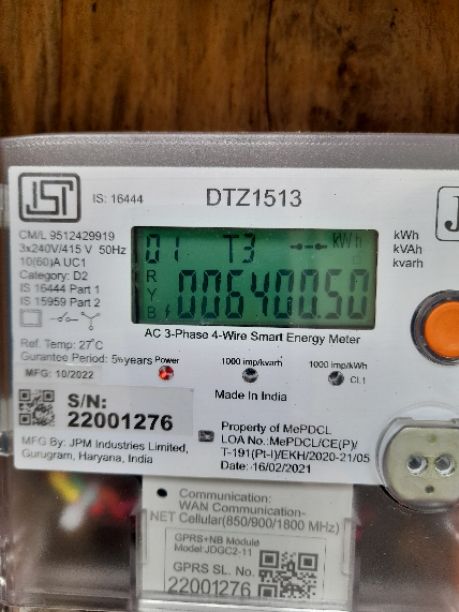 ISI
IS: 16444
DTZ1513
CM/L 9512429919
3x240V/415 V 50Hz
10(60)A UC1
Category: D2
IS 16444 Part 1
IS 15959 Part 2
01 T3 kWh
R
Y
B
006400.50
kWh
kVAh
kvarh
AC 3-Phase 4-Wire Smart Energy Meter
Ref. Temp: 27°C
Gurantee Period: 5½years
Power
1000 imp/kvarh
1000 imp/kWh
Cl.1
MFG: 10/2022
Made In India
S/N:
22001276
MFG By: JPM Industries Limited,
Gurugram, Haryana, India
Property of MePDCL
LOA No.:MePDCL/CE(P)/
T-191(Pt-I)/EKH/2020-21/05
Date: 16/02/2021
Communication:
WAN Communication-
NET Cellular(850/900/1800 MHz)
GPRS+NB Module
Model JDGC2-11
GPRS SL. No.
22001276